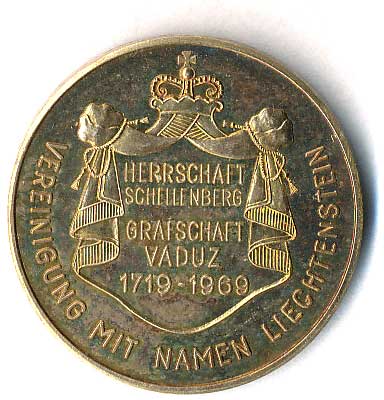 HERRSCHAFT
SCHELLENBERG
GRAFSCHAFT
VADUZ
1719-1969
VEREINIGUNG MIT NAMEN LIECHTENSTEIN